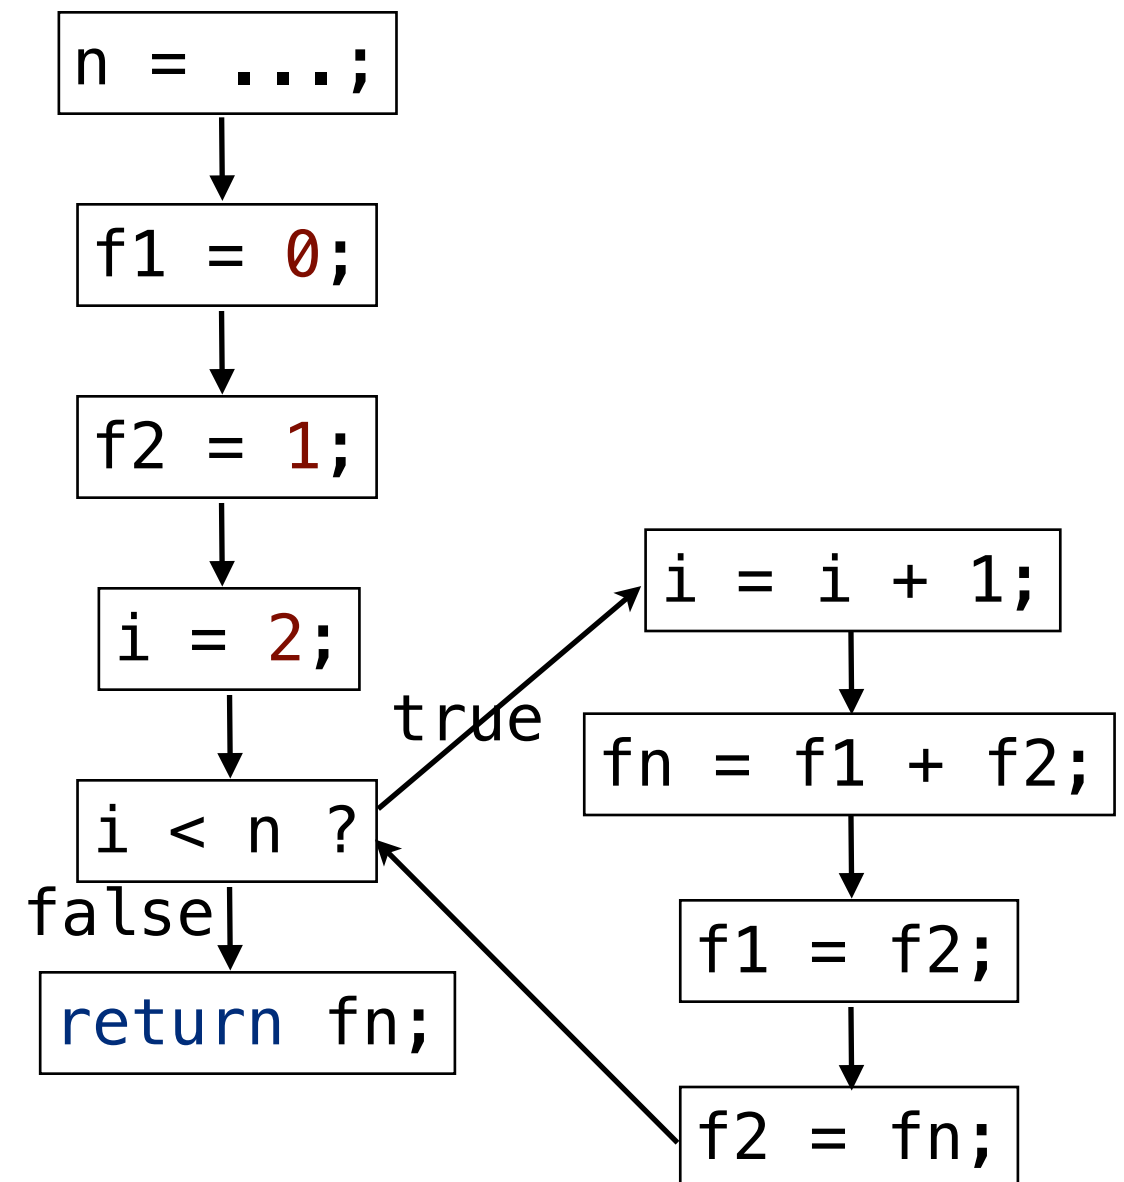 n = ...;
f1 = 0;
f2 = 1;
i = 2;
i < n ?
true
false
return fn;
i = i + 1;
fn = f1 + f2;
f1 = f2;
f2 = fn;